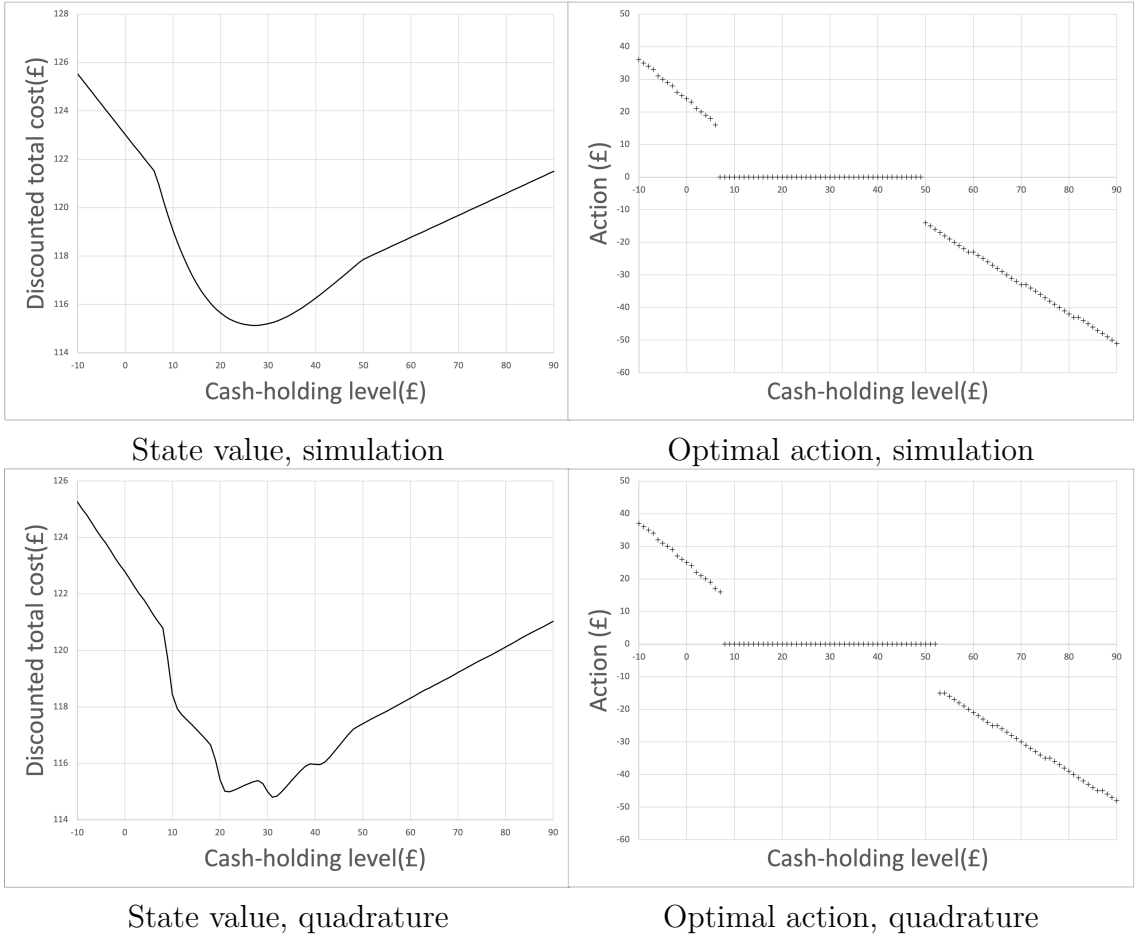 128
126
124
122
120
118
116
114
-10 0 10 20 30 40 50 60 70 80 90
Discounted total cost(£)
Cash-holding level(£)
50
40
30
20
10
0
-10 0 10 20 30 40 50 60 70 80 90
-10
-20
-30
-40
-50
-60
Action (£)
Cash-holding level(£)
State value, simulation
Optimal action, simulation
126
124
122
120
118
116
114
-10 0 10 20 30 40 50 60 70 80 90
Discounted total cost(£)
Cash-holding level(£)
50
40
30
20
10
0
-10 0 10 20 30 40 50 60 70 80 90
-10
-20
-30
-40
-50
-60
Action (£)
Cash-holding level(£)
State value, quadrature
Optimal action, quadrature